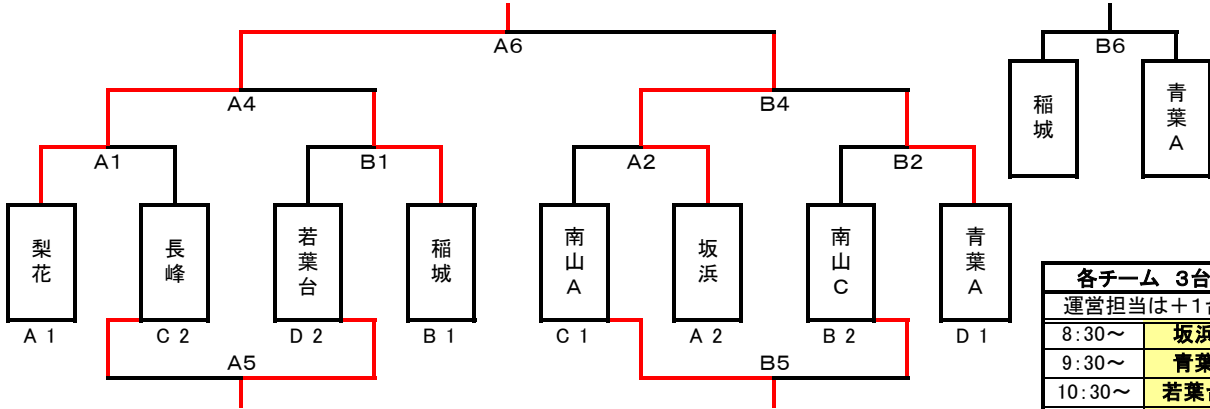 A6
B6
A4
B4
稲城
青葉A
A1
B1
A2
B2
梨花
長峰
若葉台
稲城
南山A
坂浜
南山C
青葉A
A 1
C 2
D 2
B 1
C 1
A 2
B 2
D 1
A5
B5
各チーム 3台
運営担当は+1
8:30~ 坂浜
9:30~ 青葉
10:30~ 若葉